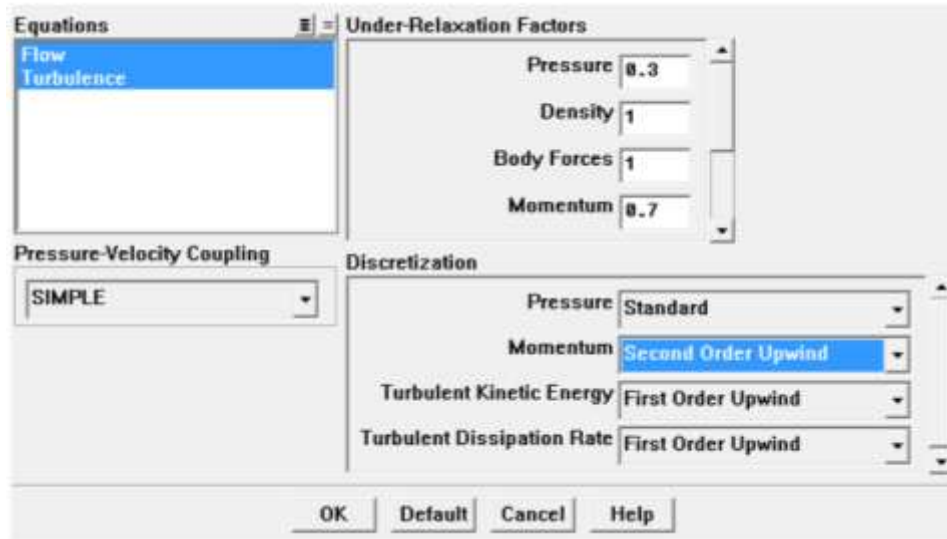 Equations
Flow
Turbulence
Under-Relaxation Factors
Pressure 0.3
Density 1
Body Forces 1
Momentum 0.7
Pressure-Velocity Coupling
SIMPLE
Discretization
Pressure Standard
Momentum Second Order Upwind
Turbulent Kinetic Energy First Order Upwind
Turbulent Dissipation Rate First Order Upwind
OK Default Cancel Help